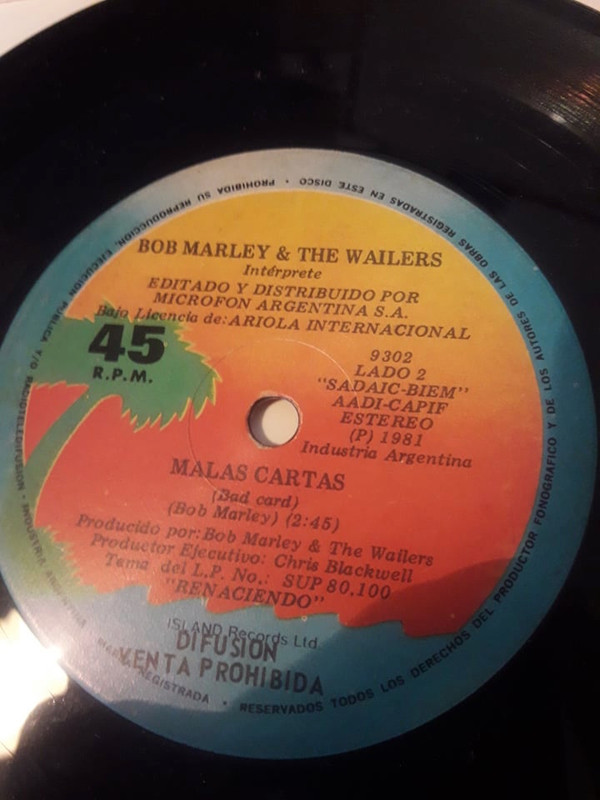 BOB MARLEY & THE WAILERS
Intérprete
EDITADO Y DISTRIBUIDO POR
MICROFON ARGENTINA S.A.
Bajo Licencia de: ARIOLA INTERNACIONAL
45
R.P.M.
9302
LADO 2
"SADAIC-BIEM"
AADI-CAPIF
ESTEREO
(P) 1981
Industria Argentina
MALAS CARTAS
(Bad card)
(Bob Marley) (2:45)
Producido por: Bob Marley & The Wailers
Productor Ejecutivo: Chris Blackwell
Tema del L.P. No.: SUP 80.100
"RENACIENDO"
ISLAND Records Ltd.
DIFUSION
VENTA PROHIBIDA
RESERVADOS TODOS LOS DERECHOS DEL PRODUCTOR FONOGRAFICO Y DE LOS AUTORES DE LAS OBRAS REGISTRADAS EN ESTE DISCO • PROHIBIDA SU REPRODUCCION, EJECUCION PUBLICA Y/O RADIOTELEDIFUSION • INDUSTRIA ARGENTINA REGISTRADA •